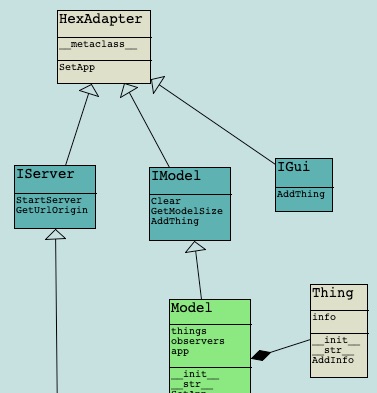 HexAdapter
__metaclass__
SetApp
IServer
StartServer
GetUrlOrigin
IModel
Clear
GetModelSize
AddThing
IGui
AddThing
Model
things
observers
app
__init__
__str__
Thing
info
__init__
__str__
AddInfo